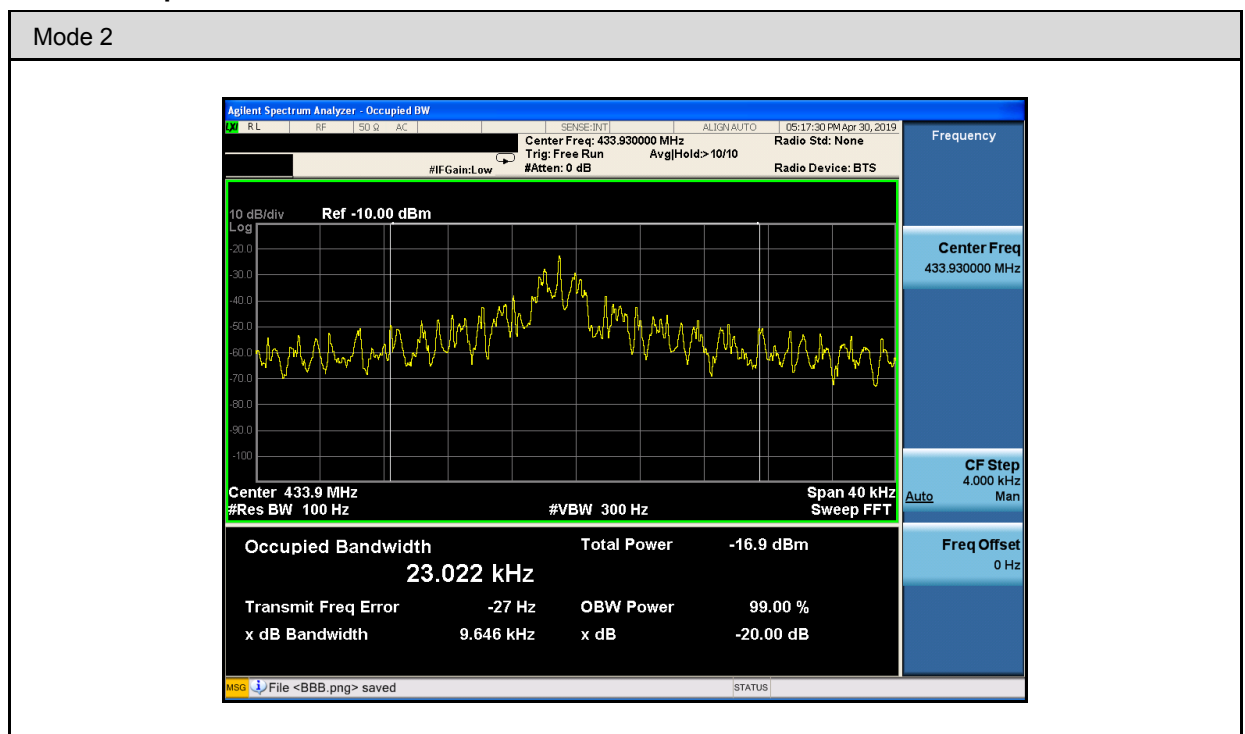 Mode 2
Agilent Spectrum Analyzer - Occupied BW
LXI RL RF 50 Ω AC SENSE:INT ALIGN AUTO 05:17:30 PM Apr 30, 2019
Center Freq: 433.930000 MHz Radio Std: None
Trig: Free Run Avg|Hold:>10/10
#IFGain:Low #Atten: 0 dB Radio Device: BTS
10 dB/div Ref -10.00 dBm
Log
-20.0
-30.0
-40.0
-50.0
-60.0
-70.0
-80.0
-90.0
-100
Center 433.9 MHz Span 40 kHz
#Res BW 100 Hz #VBW 300 Hz Sweep FFT
Occupied Bandwidth Total Power -16.9 dBm
23.022 kHz
Transmit Freq Error -27 Hz OBW Power 99.00 %
x dB Bandwidth 9.646 kHz x dB -20.00 dB
MSG File <BBB.png> saved STATUS
Frequency
Center Freq
433.930000 MHz
CF Step
4.000 kHz
Auto Man
Freq Offset
0 Hz